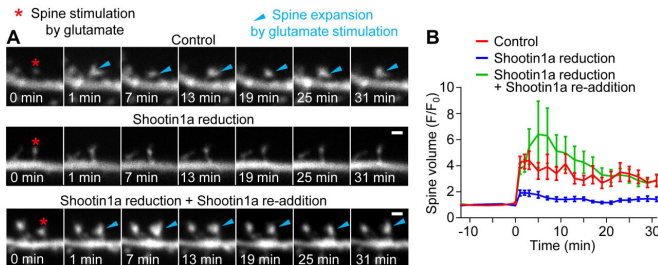 * Spine stimulation
by glutamate
Spine expansion
by glutamate stimulation
A
Control
0 min 1 min 7 min 13 min 19 min 25 min 31 min
Shootin1a reduction
0 min 1 min 7 min 13 min 19 min 25 min 31 min
Shootin1a reduction + Shootin1a re-addition
0 min 1 min 7 min 13 min 19 min 25 min 31 min
B
Control
Shootin1a reduction
Shootin1a reduction
+ Shootin1a re-addition
Spine volume (F/F0)
10
8
6
4
2
0
-10 0 10 20 30
Time (min)